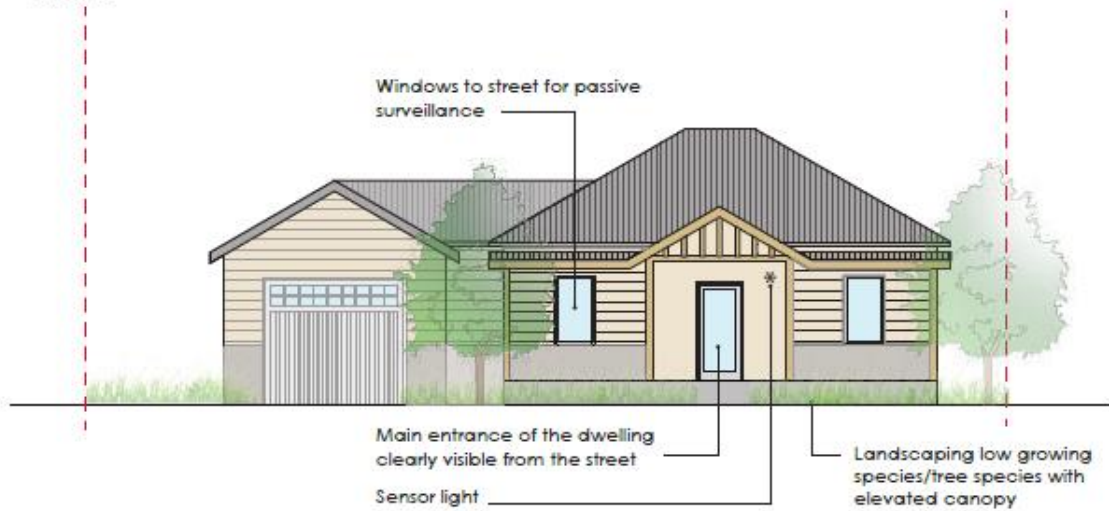 Windows to street for passive
surveillance
Main entrance of the dwelling
clearly visible from the street
Sensor light
Landscaping low growing
species/tree species with
elevated canopy